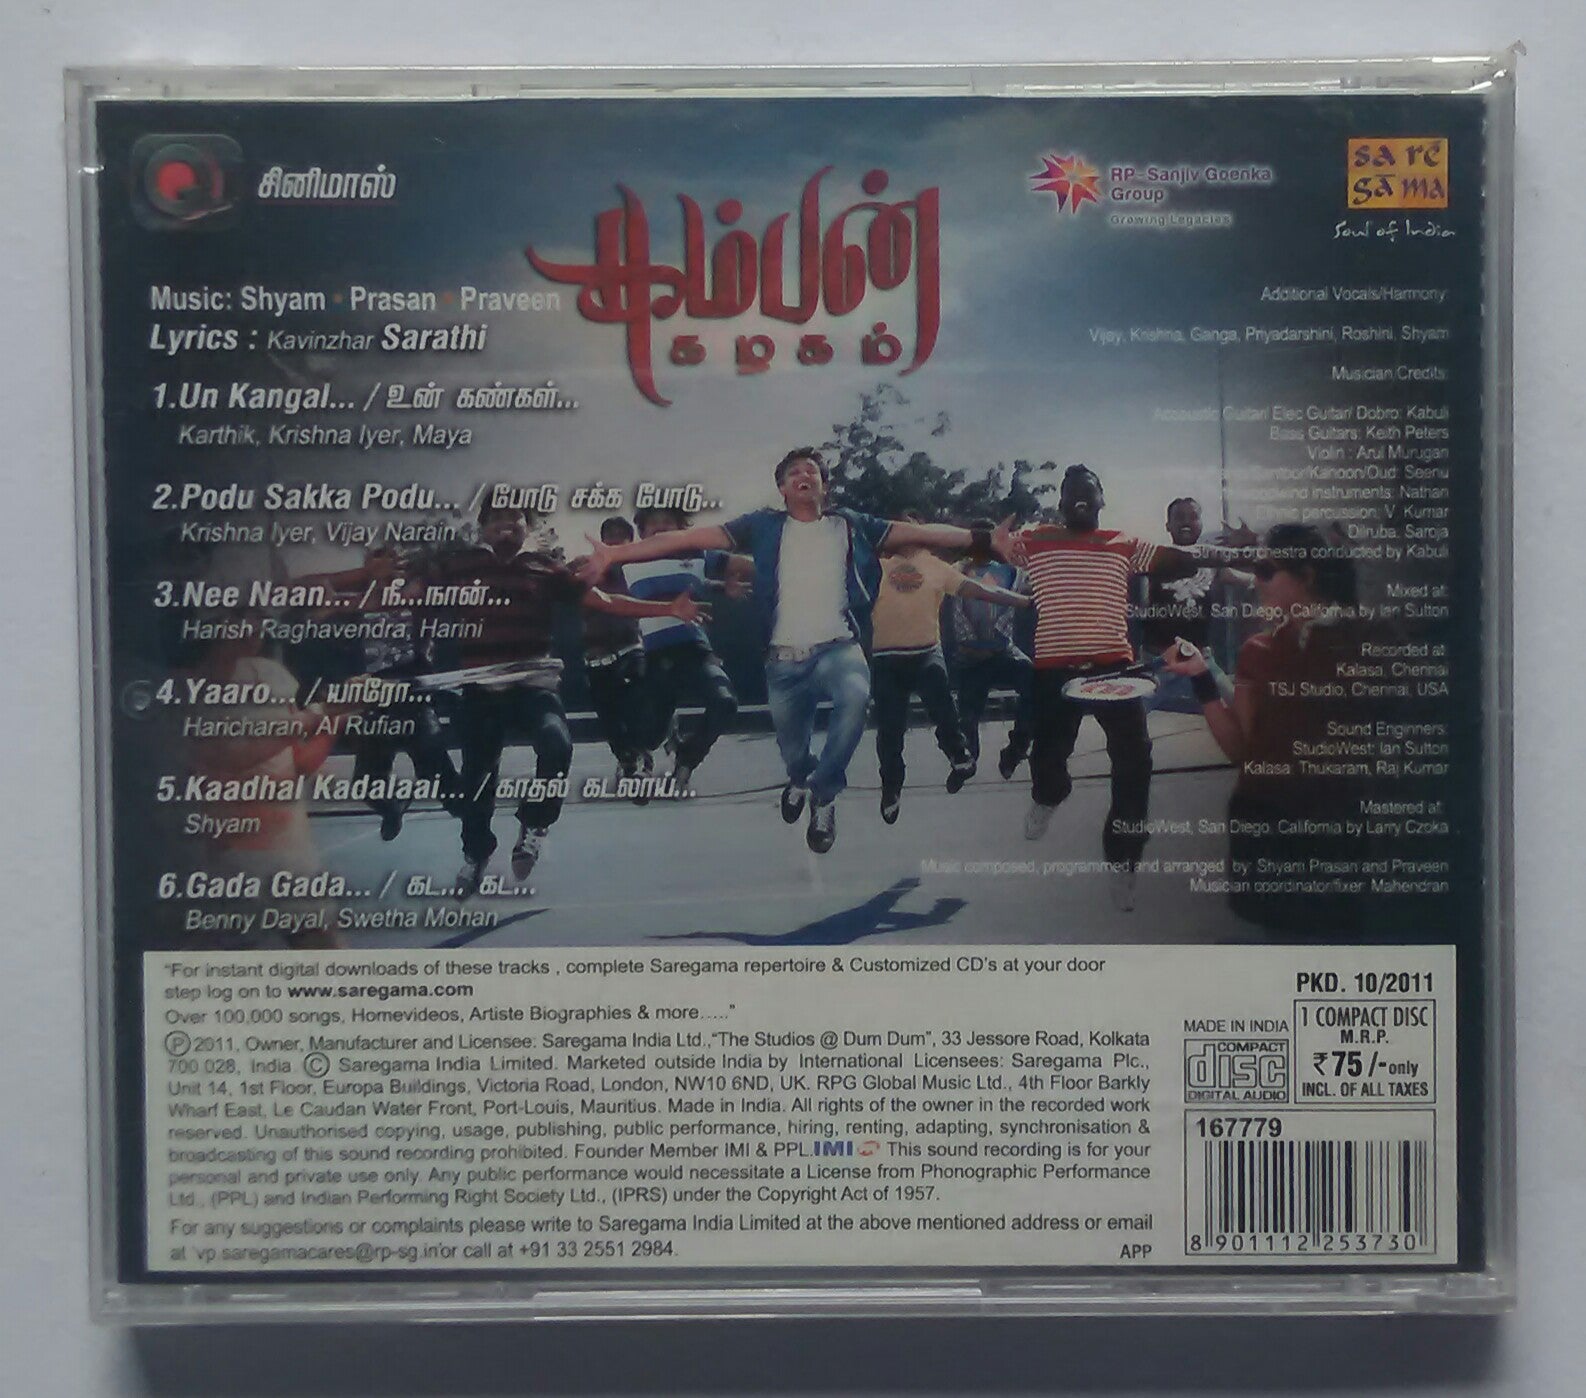 சினிமாஸ்
கம்பன்
கழகம்
RP-Sanjiv Goenka
Group
Growing Legacies
sa re
ga ma
Soul of India
Music: Shyam • Prasan • Praveen
Lyrics : Kavinzhar Sarathi
1.Un Kangal... / உன் கண்கள்...
Karthik, Krishna Iyer, Maya
2.Podu Sakka Podu... / போடு சக்க போடு...
Krishna Iyer, Vijay Narain
3.Nee Naan... / நீ...நான்...
Harish Raghavendra, Harini
4.Yaaro... / யாரோ...
Haricharan, Al Rufian
5.Kaadhal Kadalaai... / காதல் கடலாய்...
Shyam
6.Gada Gada... / கட... கட...
Benny Dayal, Swetha Mohan
Additional Vocals/Harmony:
Vijay, Krishna, Ganga, Priyadarshini, Roshini, Shyam
Musician Credits:
Accoustic Guitar/ Elec Guitar/ Dobro: Kabuli
Bass Guitars: Keith Peters
Violin : Arul Murugan
Kanoon/Oud: Seenu
instruments: Nathan
Ethnic percussion: V. Kumar
Dilruba: Saroja
Strings orchestra conducted by Kabuli
Mixed at:
StudioWest, San Diego, California by Ian Sutton
Recorded at:
Kalasa, Chennai
TSJ Studio, Chennai, USA
Sound Enginners:
StudioWest: Ian Sutton
Kalasa: Thukaram, Raj Kumar
Mastered at:
StudioWest, San Diego, California by Larry Czoka
Music composed, programmed and arranged by: Shyam Prasan and Praveen
Musician coordinator/fixer: Mahendran
"For instant digital downloads of these tracks , complete Saregama repertoire & Customized CD's at your door
step log on to www.saregama.com
Over 100,000 songs, Homevideos, Artiste Biographies & more....."
Ⓟ2011, Owner, Manufacturer and Licensee: Saregama India Ltd.,"The Studios @ Dum Dum", 33 Jessore Road, Kolkata
700 028, India. Ⓒ Saregama India Limited. Marketed outside India by International Licensees: Saregama Plc.,
Unit 14, 1st Floor, Europa Buildings, Victoria Road, London, NW10 6ND, UK. RPG Global Music Ltd., 4th Floor Barkly
Wharf East, Le Caudan Water Front, Port-Louis, Mauritius. Made in India. All rights of the owner in the recorded work
reserved. Unauthorised copying, usage, publishing, public performance, hiring, renting, adapting, synchronisation &
broadcasting of this sound recording prohibited. Founder Member IMI & PPL.IMI This sound recording is for your
personal and private use only. Any public performance would necessitate a License from Phonographic Performance
Ltd., (PPL) and Indian Performing Right Society Ltd., (IPRS) under the Copyright Act of 1957.
For any suggestions or complaints please write to Saregama India Limited at the above mentioned address or email
at 'vp.saregamacares@rp-sg.in'or call at +91 33 2551 2984.
APP
PKD. 10/2011
MADE IN INDIA
COMPACT
disc
DIGITAL AUDIO
1 COMPACT DISC
M.R.P.
₹75/-only
INCL. OF ALL TAXES
167779
8 901112 253730